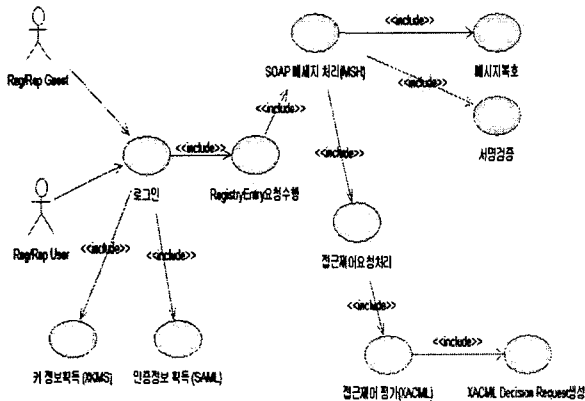 <<include>>
SOAP 메세지 처리(MSH)
메시지복호
Reg/Rep Guest
<<include>>
<<include>>
서명검증
<<include>>
<<include>>
로그인
RegistryEntry요청수행
Reg/Rep User
<<include>>
<<include>>
접근제어요청처리
<<include>>
<<include>>
키 정보획득 (XKMS)
인증정보 획득 (SAML)
접근제어 평가(XACML)
XACML Decision Request생성